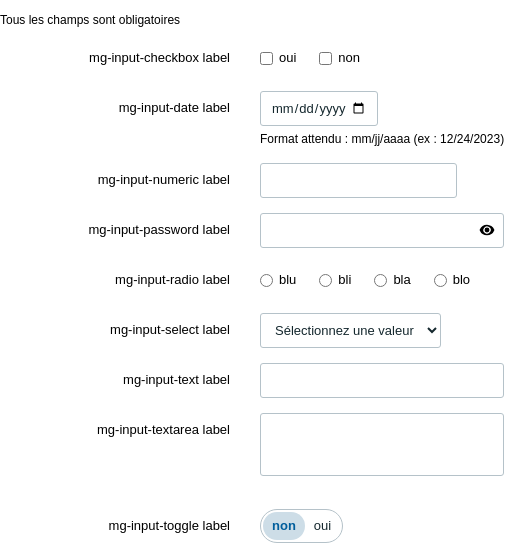 Tous les champs sont obligatoires
mg-input-checkbox label oui non
mg-input-date label mm/dd/yyyy
Format attendu : mm/jj/aaaa (ex : 12/24/2023)
mg-input-numeric label
mg-input-password label
mg-input-radio label blu bli bla blo
mg-input-select label Sélectionnez une valeur
mg-input-text label
mg-input-textarea label
mg-input-toggle label non oui